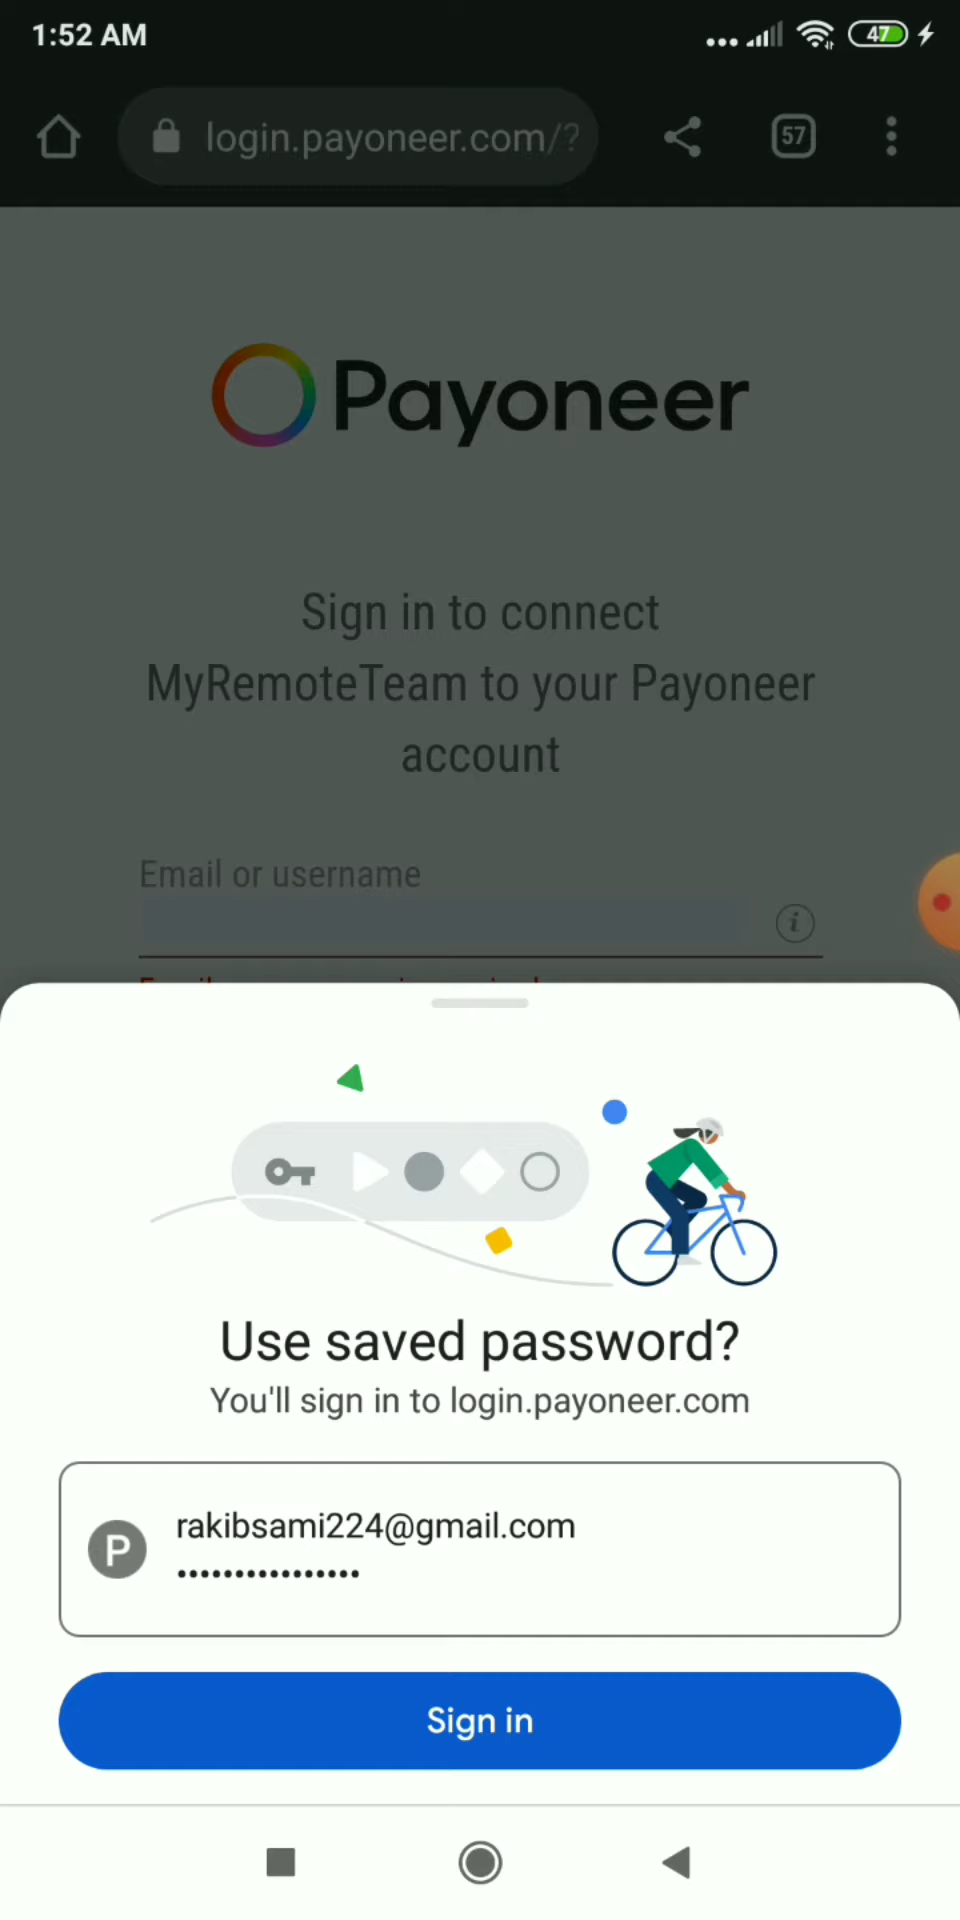 1:52 AM
47
login.payoneer.com/?
57
Payoneer
Sign in to connect
MyRemoteTeam to your Payoneer
account
Email or username
Use saved password?
You'll sign in to login.payoneer.com
P
rakibsami224@gmail.com
••••••••••••••••
Sign in